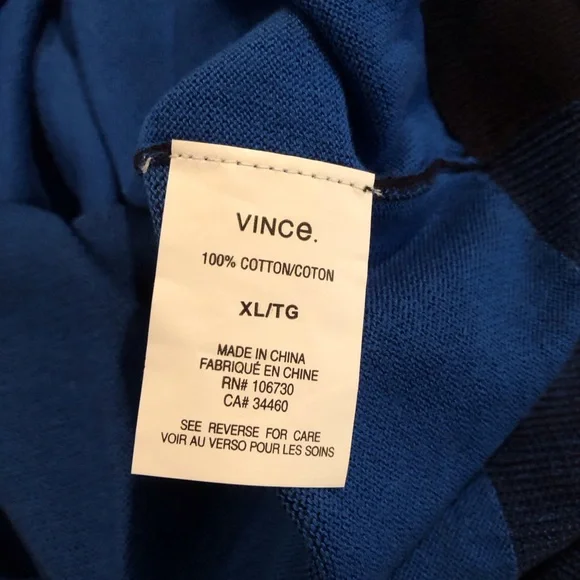 VINCe.
100% COTTON/COTON
XL/TG
MADE IN CHINA
FABRIQUÉ EN CHINE
RN# 106730
CA# 34460
SEE REVERSE FOR CARE
VOIR AU VERSO POUR LES SOINS